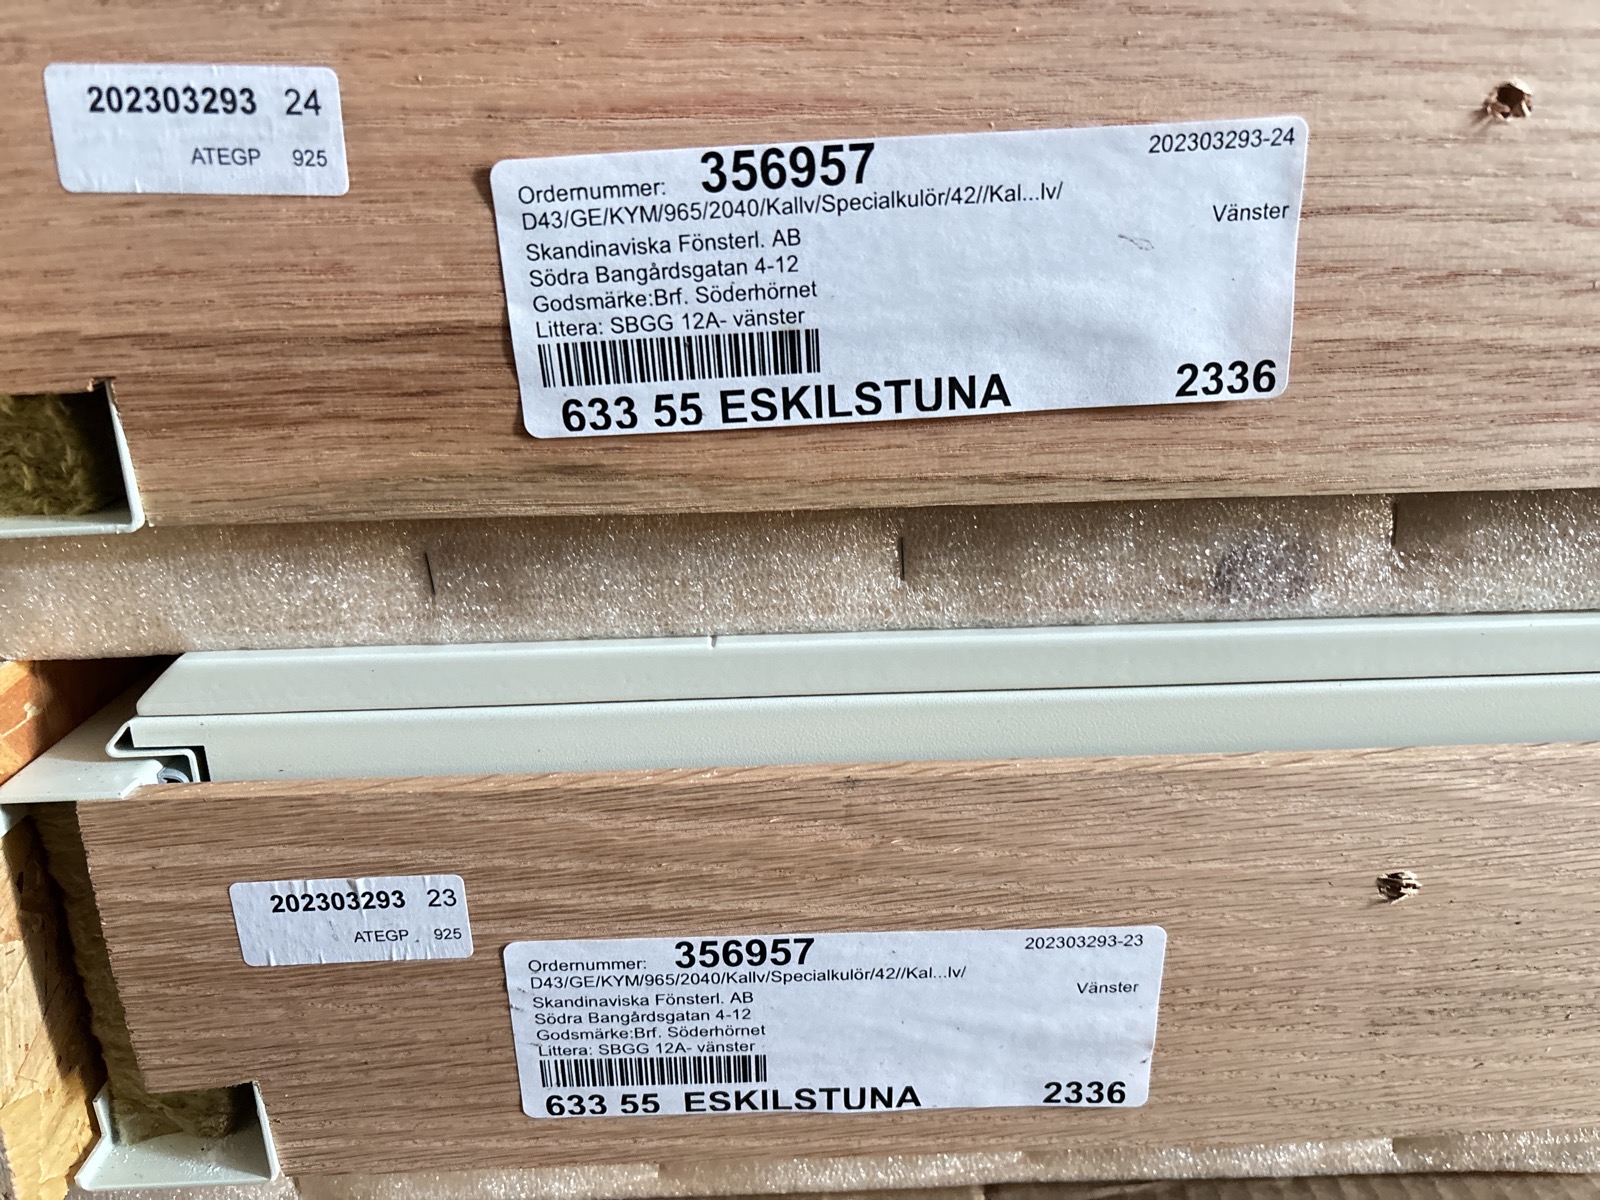 202303293 24
ATEGP 925
Ordernummer: 356957
202303293-24
D43/GE/KYM/965/2040/Kallv/Specialkulör/42//Kal...lv/
Vänster
Skandinaviska Fönsterl. AB
Södra Bangårdsgatan 4-12
Godsmärke:Brf. Söderhörnet
Littera: SBGG 12A- vänster
633 55 ESKILSTUNA
2336
202303293 23
ATEGP 925
Ordernummer: 356957
202303293-23
D43/GE/KYM/965/2040/Kallv/Specialkulör/42//Kal...lv/
Vänster
Skandinaviska Fönsterl. AB
Södra Bangårdsgatan 4-12
Godsmärke:Brf. Söderhörnet
Littera: SBGG 12A- vänster
633 55 ESKILSTUNA
2336